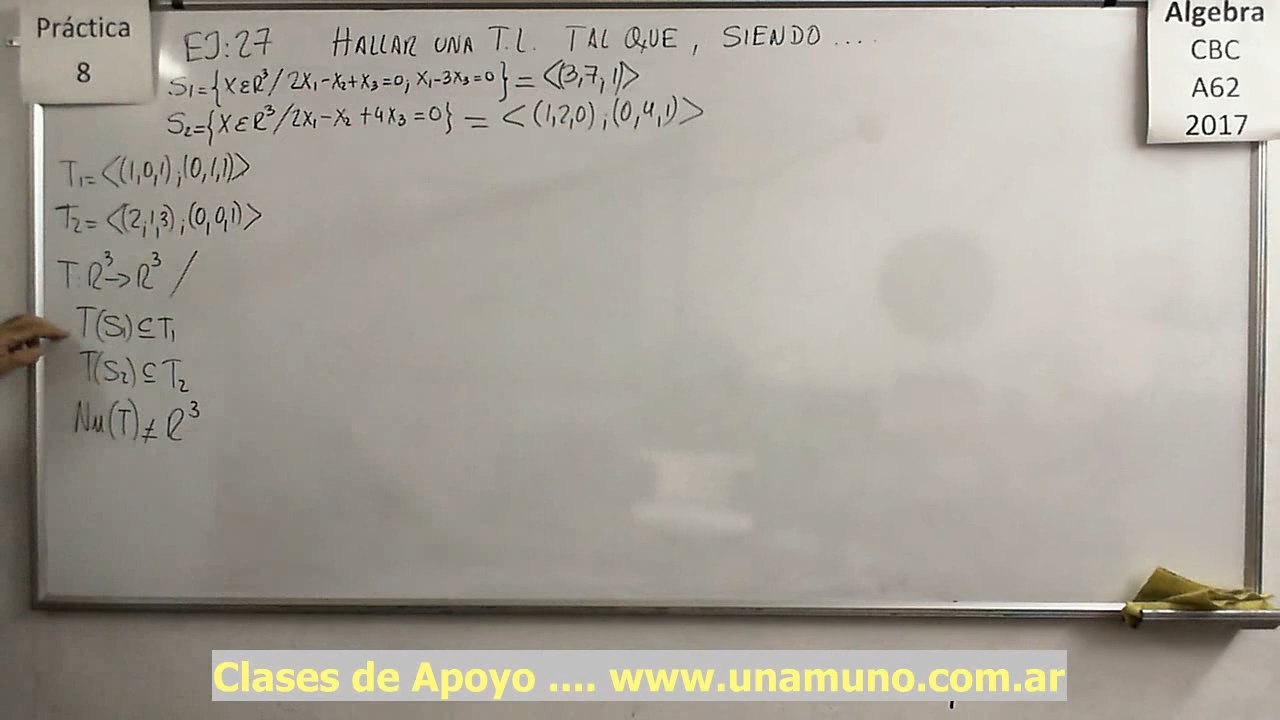 Práctica
8
EJ: 27 HALLAR UNA T.L. TAL QUE, SIENDO ....
S₁={XεR³/2X₁-X₂+X₃=0; X₁-3X₃=0} = <(3,7,1)>
S₂={XεR³/2X₁-X₂+4X₃=0} = <(1,2,0);(0,4,1)>
T₁=<(1,0,1);(0,1,1)>
T₂=<(2,1,3);(0,0,1)>
T:R³→R³ /
T(S₁)⊆T₁
T(S₂)⊆T₂
Nu(T)≠R³
Algebra
CBC
A62
2017
Clases de Apoyo .... www.unamuno.com.ar